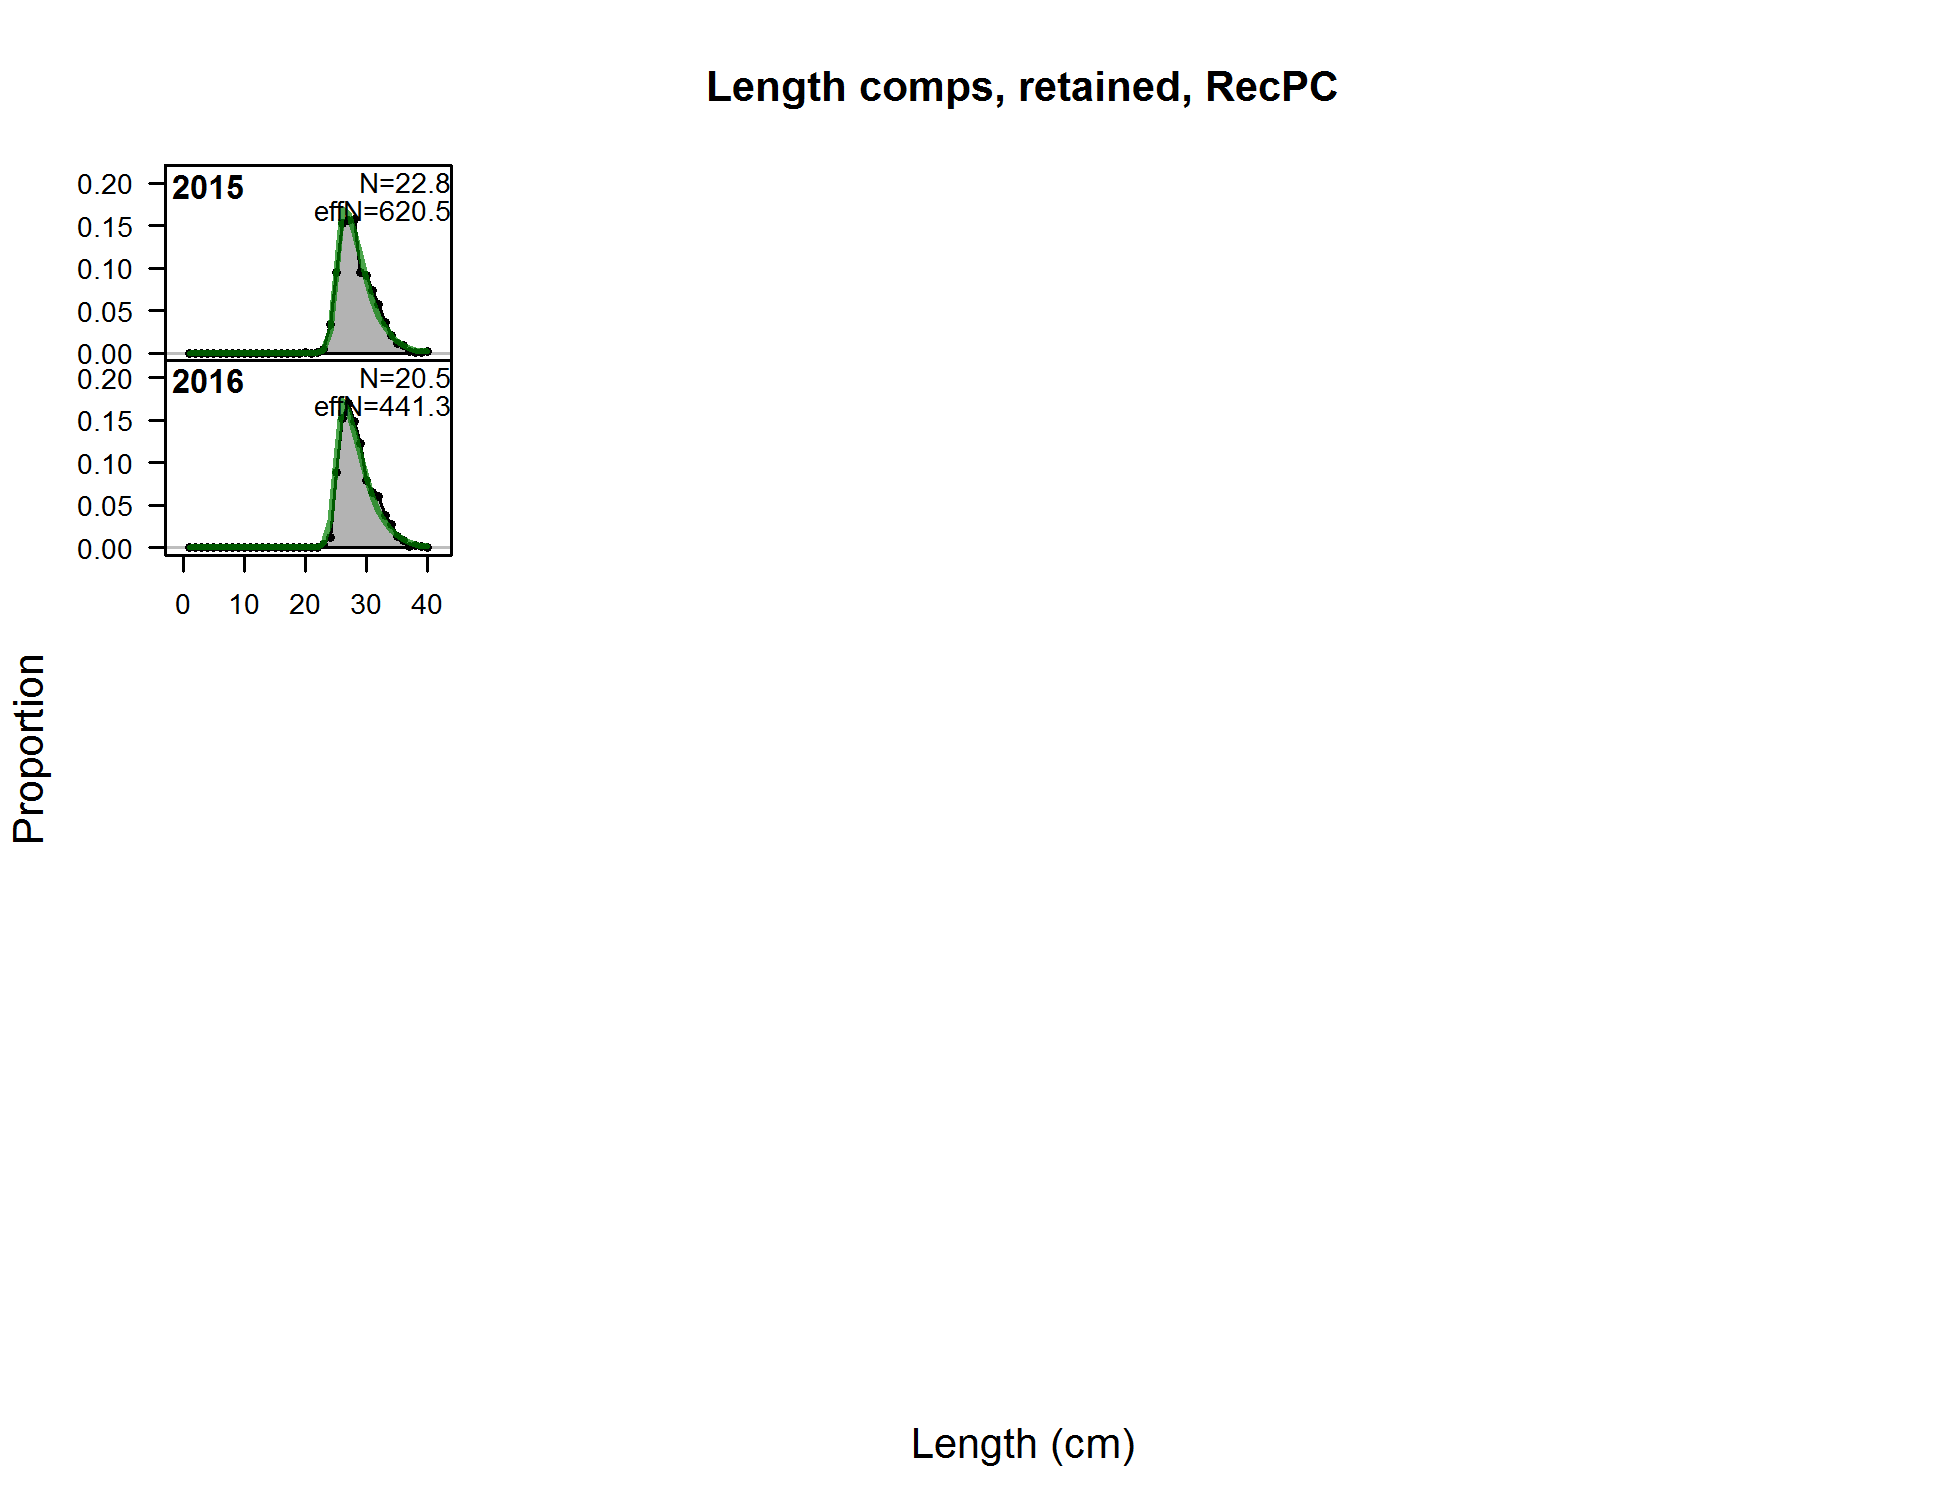 Length comps, retained, RecPC
0.20
0.15
0.10
0.05
0.00
2015
N=22.8
effN=620.5
0.20
0.15
0.10
0.05
0.00
2016
N=20.5
effN=441.3
0 10 20 30 40
Proportion
Length (cm)